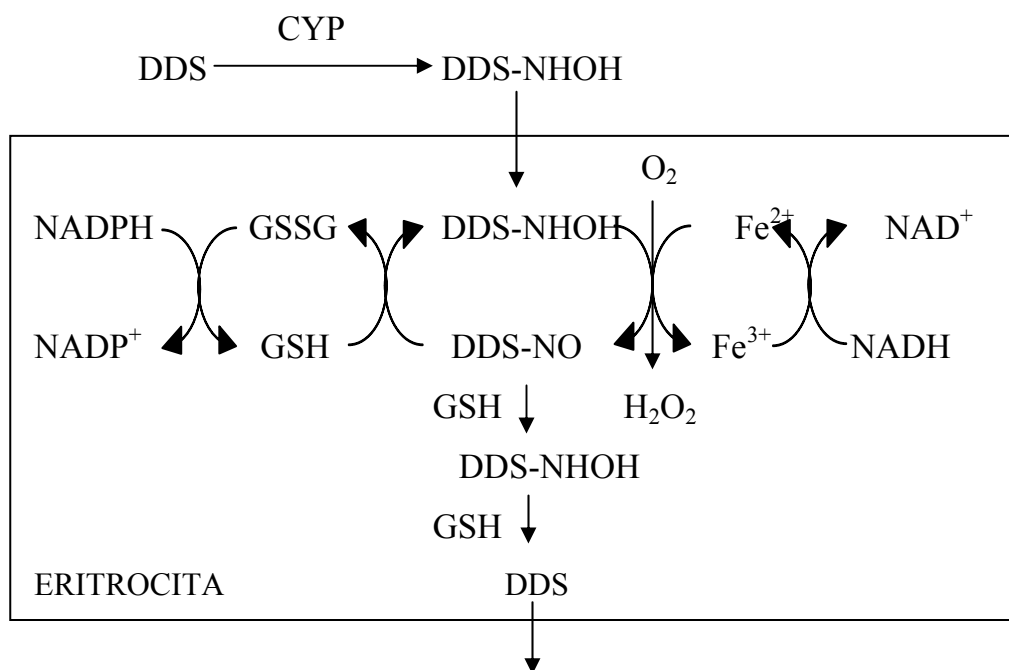 CYP
DDS DDS-NHOH
O₂
NADPH GSSG DDS-NHOH Fe²⁺ NAD⁺
NADP⁺ GSH DDS-NO Fe³⁺ NADH
GSH H₂O₂
DDS-NHOH
GSH
ERITROCITA DDS